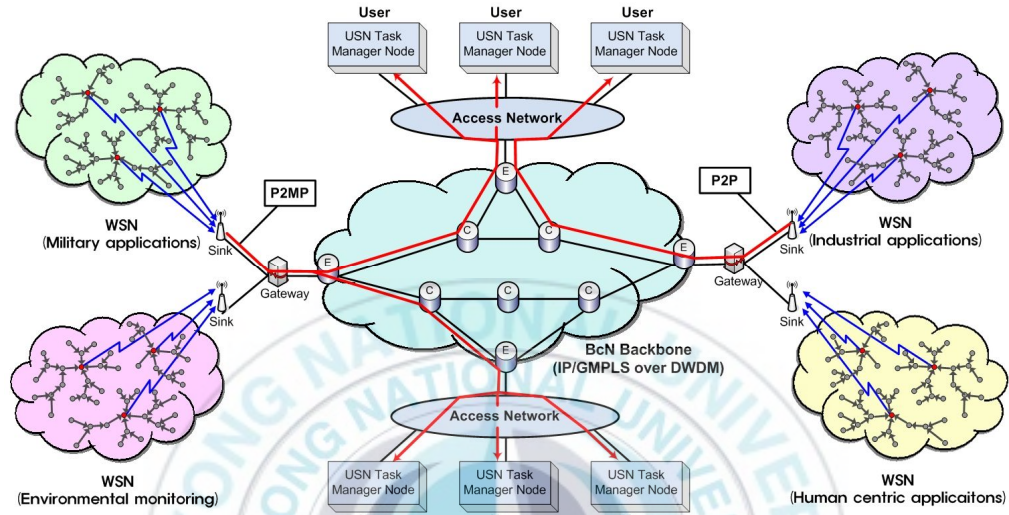 User
User
User
USN Task
Manager Node
USN Task
Manager Node
USN Task
Manager Node
Access Network
E
P2MP
P2P
WSN
(Military applications)
Sink
C
C
Sink
WSN
(Industrial applications)
E
E
Gateway
Gateway
Sink
C
C
C
Sink
E
BcN Backbone
(IP/GMPLS over DWDM)
Access Network
WSN
(Environmental monitoring)
USN Task
Manager Node
USN Task
Manager Node
USN Task
Manager Node
WSN
(Human centric applicaitons)